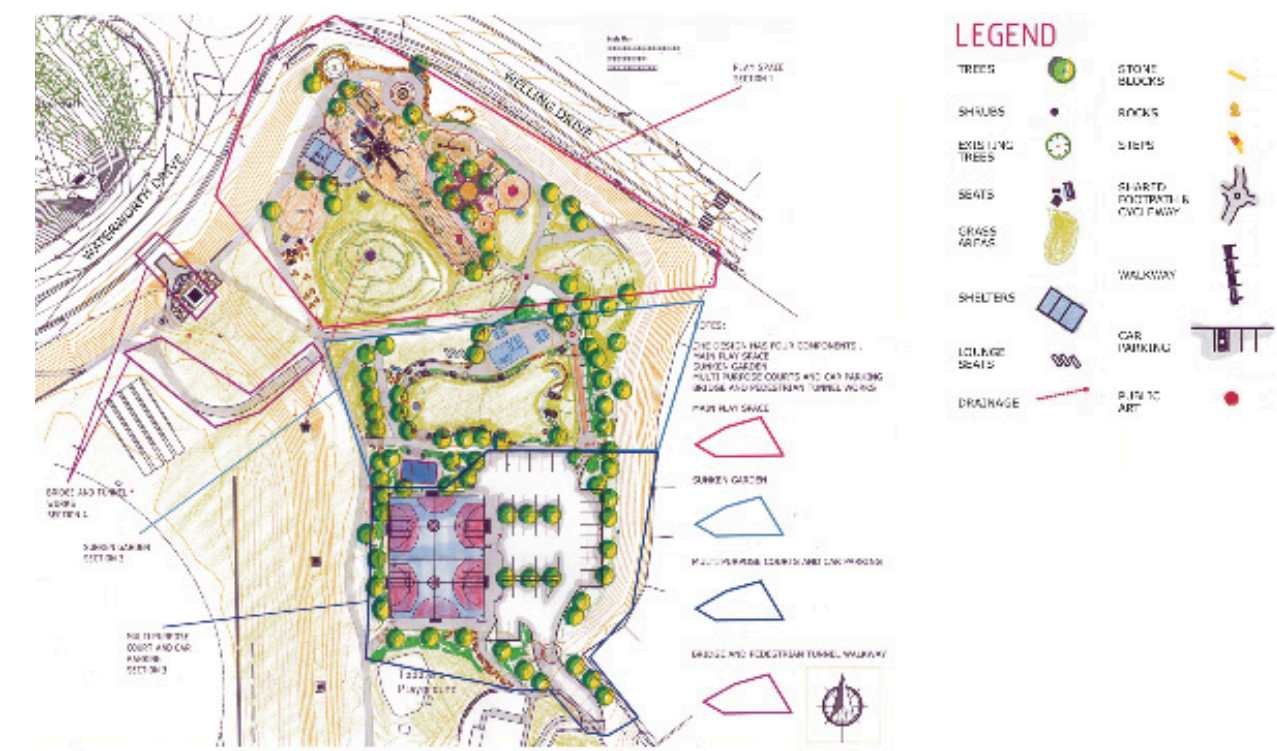 PLAY SPACE
SECTION 1
WELLING DRIVE
WATERWORTH DRIVE
NOTES:
THE DESIGN HAS FOUR COMPONENTS .
MAIN PLAY SPACE
SUNKEN GARDEN
MULTI PURPOSE COURTS AND CAR PARKING
BRIDGE AND PEDESTRIAN TUNNEL WORKS
MAIN PLAY SPACE
SUNKEN GARDEN
MULTI PURPOSE COURTS AND CAR PARKING
BRIDGE AND PEDESTRIAN TUNNEL WALKWAY
BRIDGE AND TUNNEL
WORKS
SECTION 4
SUNKEN GARDEN
SECTION 2
MULTI PURPOSE
COURT AND CAR
PARKING
SECTION 3
Playground
LEGEND
TREES
SHRUBS
EXISTING
TREES
SEATS
GRASS
AREAS
SHELTERS
LOUNGE
SEATS
DRAINAGE
STONE
BLOCKS
ROCKS
STEPS
SHARED
FOOTPATH &
CYCLEWAY
WALKWAY
CAR
PARKING
PUBLIC
ART